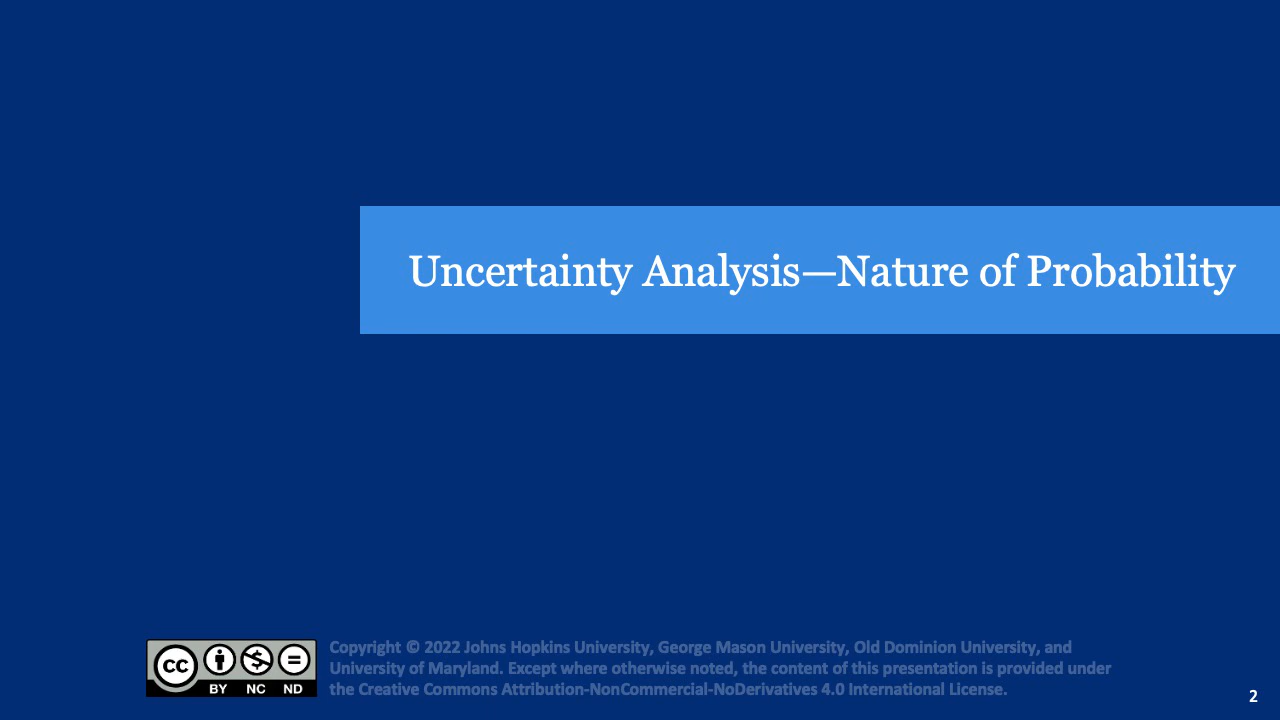 Uncertainty Analysis—Nature of Probability
Copyright © 2022 Johns Hopkins University, George Mason University, Old Dominion University, and
University of Maryland. Except where otherwise noted, the content of this presentation is provided under
the Creative Commons Attribution-NonCommercial-NoDerivatives 4.0 International License.
CC
BY NC ND
2